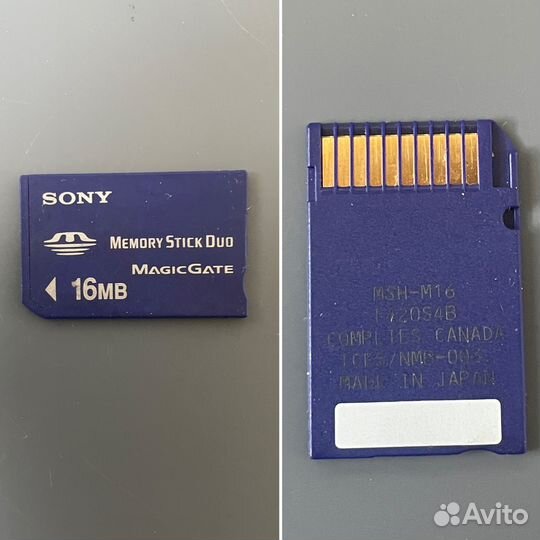 SONY
MEMORY STICK DUO
MAGICGATE
16MB
MSH-M16
COMPLIES CANADA
MADE IN JAPAN
Avito